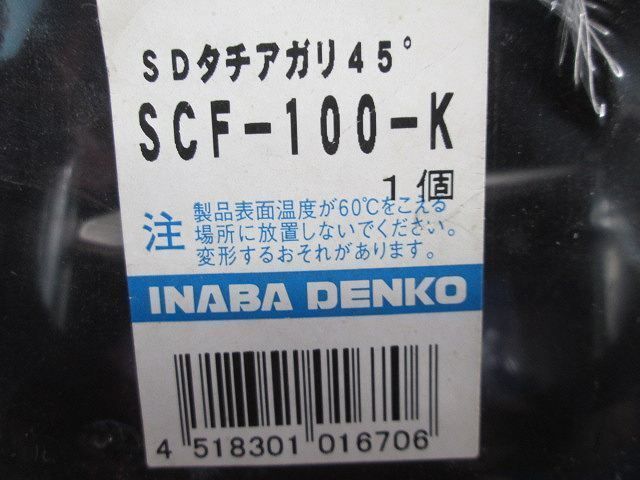 SDタチアガリ45°
SCF-100-K
1個
注 製品表面温度が60℃をこえる
場所に放置しないでください。
変形するおそれがあります。
INABA DENKO
4 518301 016706